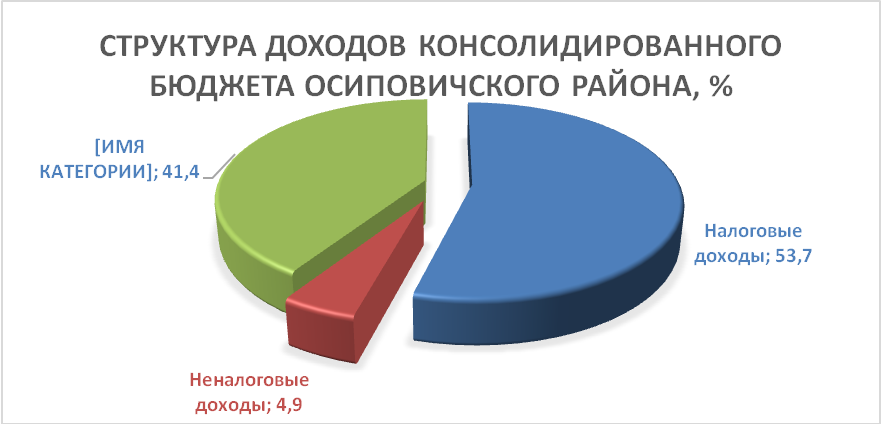 СТРУКТУРА ДОХОДОВ КОНСОЛИДИРОВАННОГО
БЮДЖЕТА ОСИПОВИЧСКОГО РАЙОНА, %
[ИМЯ
КАТЕГОРИИ]; 41,4
Налоговые
доходы; 53,7
Неналоговые
доходы; 4,9